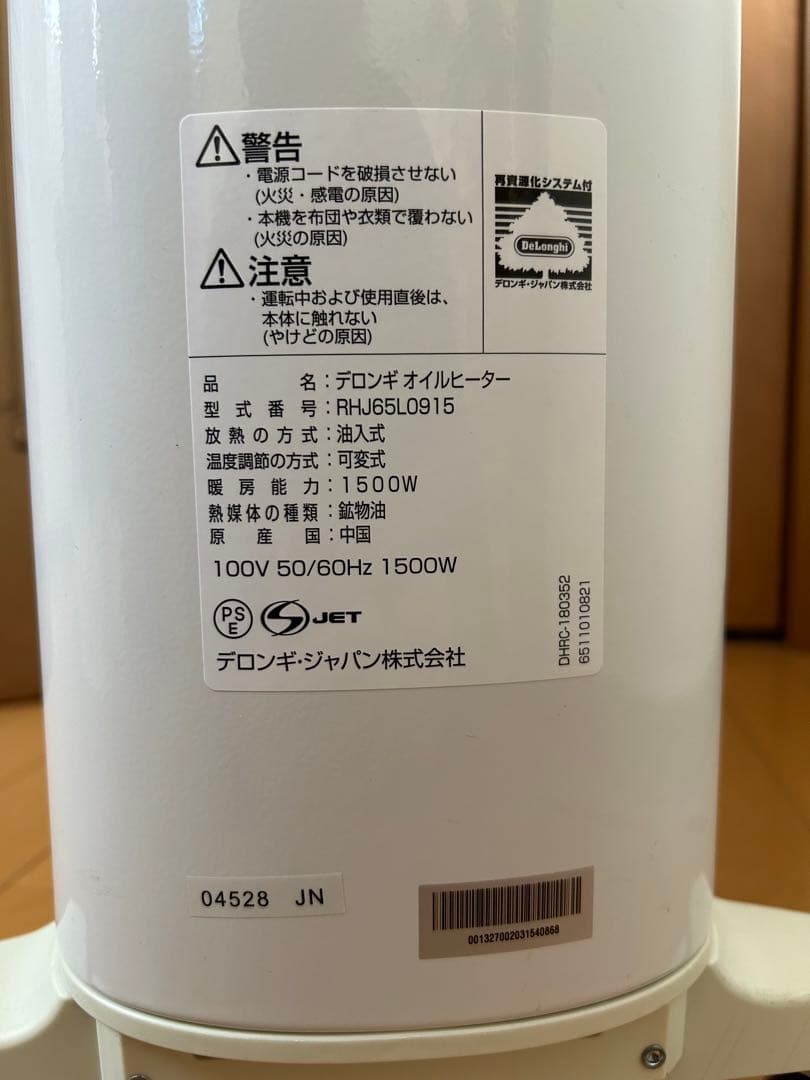 警告
・電源コードを破損させない
(火災・感電の原因)
・本機を布団や衣類で覆わない
(火災の原因)
注意
・運転中および使用直後は、
本体に触れない
(やけどの原因)
再資源化システム付
DeLonghi
デロンギ・ジャパン株式会社
品名：デロンギ オイルヒーター
型式番号：RHJ65L0915
放熱の方式：油入式
温度調節の方式：可変式
暖房能力：1500W
熱媒体の種類：鉱物油
原産国：中国
100V 50/60Hz 1500W
PSE
S JET
デロンギ・ジャパン株式会社
DHRC-180352
6511010821
04528 JN
001327002031540868